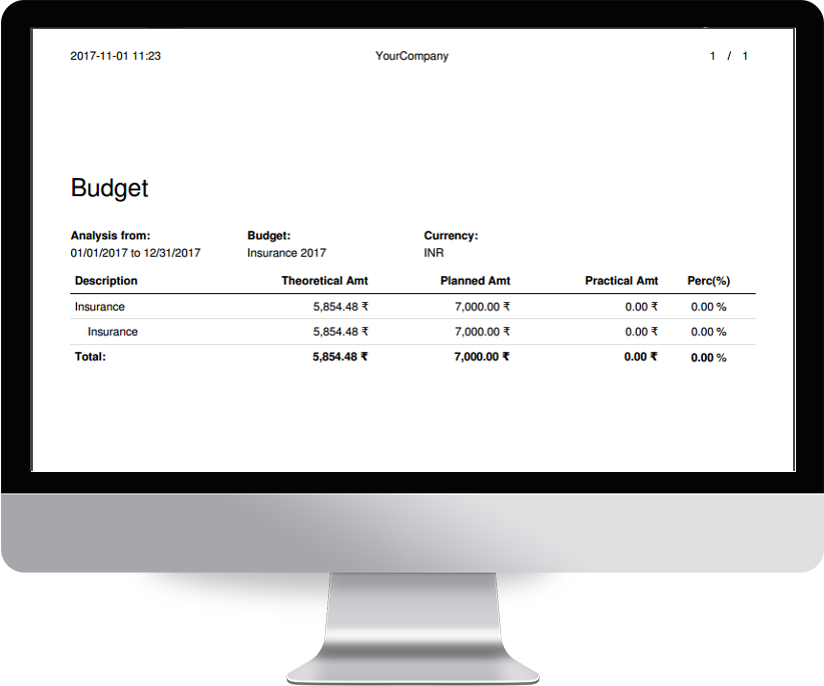 2017-11-01 11:23 YourCompany 1 / 1
Budget
Analysis from: Budget: Currency:
01/01/2017 to 12/31/2017 Insurance 2017 INR
Description Theoretical Amt Planned Amt Practical Amt Perc(%)
Insurance 5,854.48 ₹ 7,000.00 ₹ 0.00 ₹ 0.00 %
Insurance 5,854.48 ₹ 7,000.00 ₹ 0.00 ₹ 0.00 %
Total: 5,854.48 ₹ 7,000.00 ₹ 0.00 ₹ 0.00 %